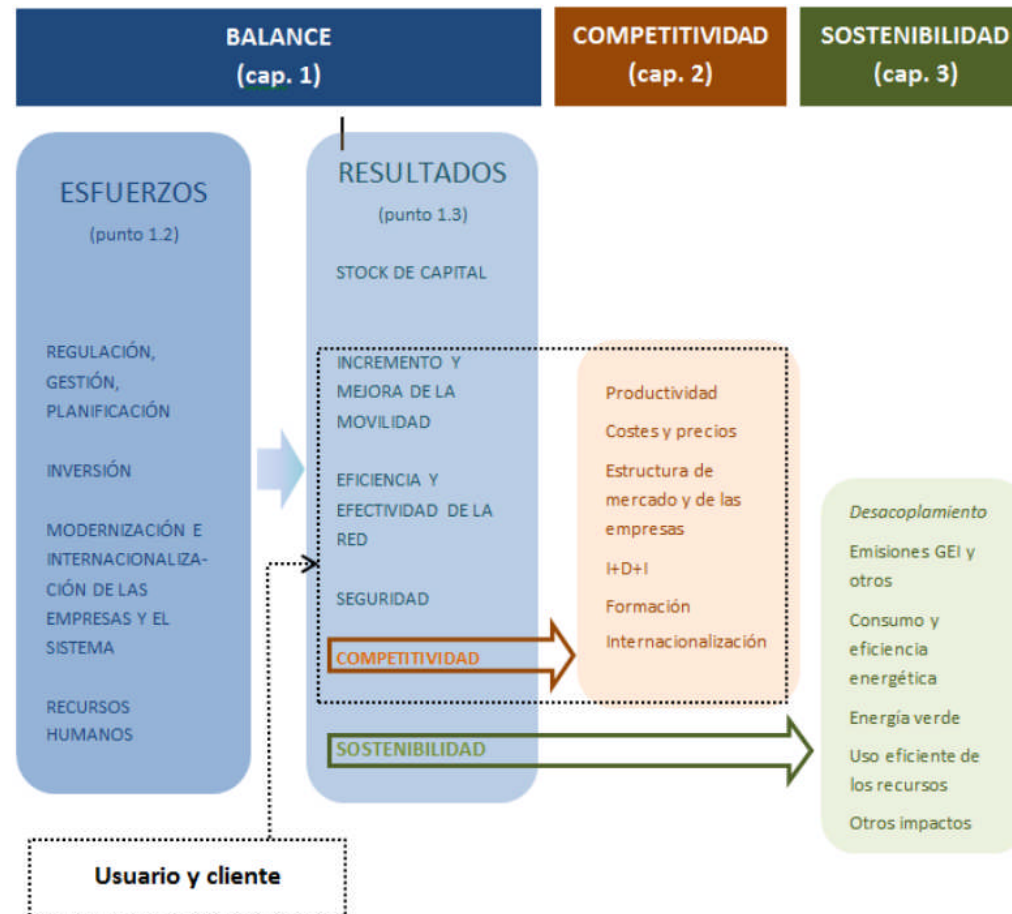 BALANCE
(cap. 1)
COMPETITIVIDAD
(cap. 2)
SOSTENIBILIDAD
(cap. 3)
ESFUERZOS
(punto 1.2)
REGULACIÓN,
GESTIÓN,
PLANIFICACIÓN
INVERSIÓN
MODERNIZACIÓN E
INTERNACIONALIZA-
CIÓN DE LAS
EMPRESAS Y EL
SISTEMA
RECURSOS
HUMANOS
RESULTADOS
(punto 1.3)
STOCK DE CAPITAL
INCREMENTO Y
MEJORA DE LA
MOVILIDAD
EFICIENCIA Y
EFECTIVIDAD DE LA
RED
SEGURIDAD
COMPETITIVIDAD
SOSTENIBILIDAD
Productividad
Costes y precios
Estructura de
mercado y de las
empresas
I+D+I
Formación
Internacionalización
Desacoplamiento
Emisiones GEI y
otros
Consumo y
eficiencia
energética
Energía verde
Uso eficiente de
los recursos
Otros impactos
Usuario y cliente